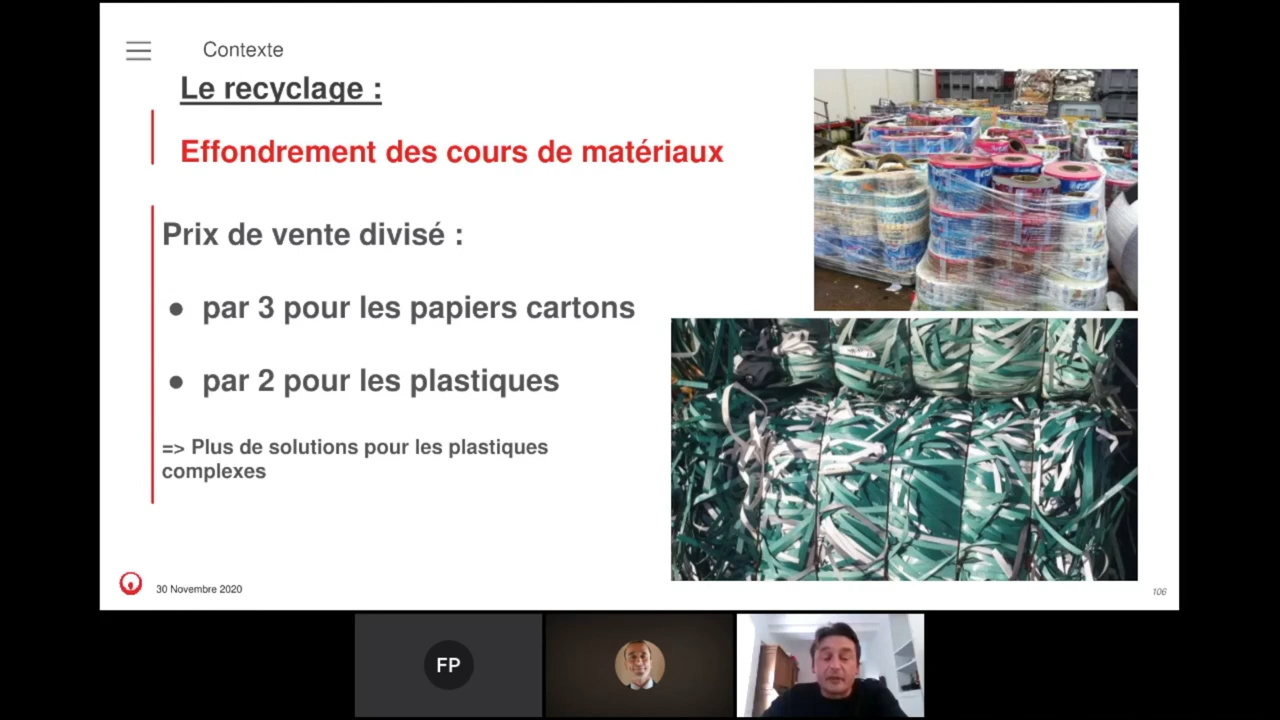 Contexte
Le recyclage :
Effondrement des cours de matériaux
Prix de vente divisé :
● par 3 pour les papiers cartons
● par 2 pour les plastiques
=> Plus de solutions pour les plastiques
complexes
30 Novembre 2020
106
FP